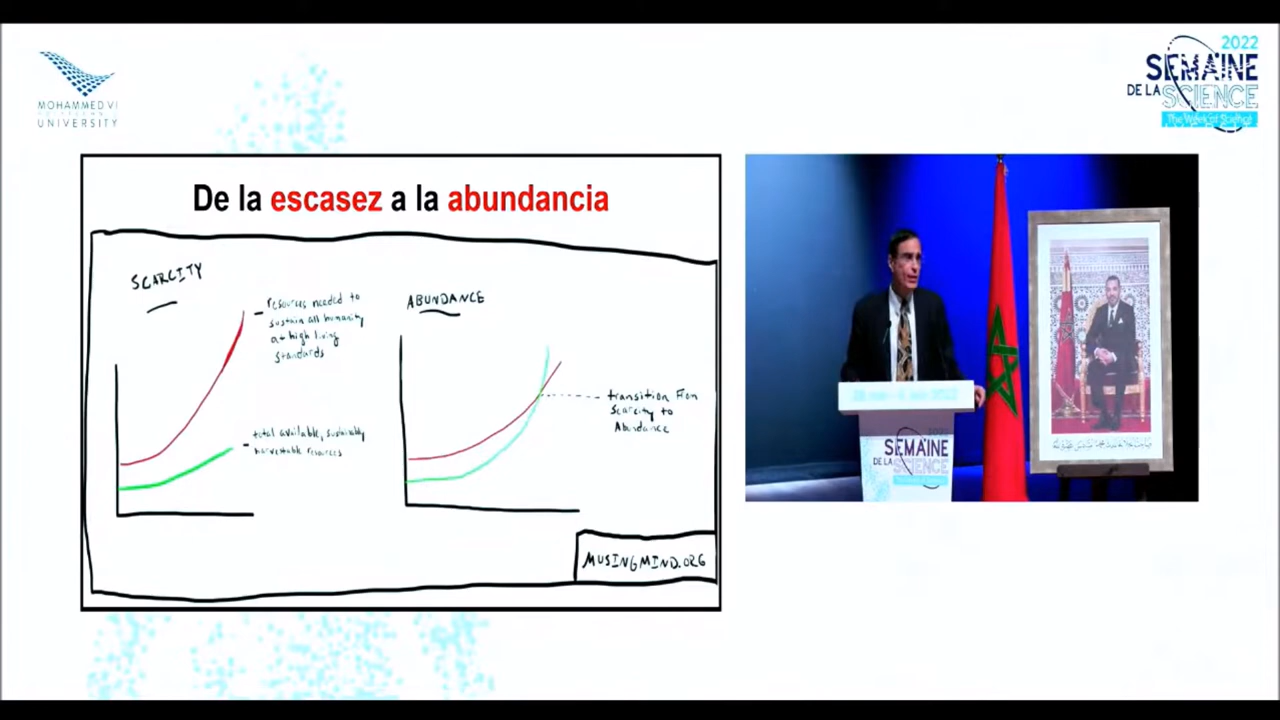 MOHAMMED VI
POLYTECHNIC
UNIVERSITY
2022
SEMAINE
DE LA SCIENCE
The Week of Science
De la escasez a la abundancia
SCARCITY
resources needed to
sustain all humanity
at high living
standards
total available, sustainably
harvestable resources
ABUNDANCE
transition from
Scarcity to
Abundance
MUSINGMIND.ORG
2022
SEMAINE
DE LA SCIENCE